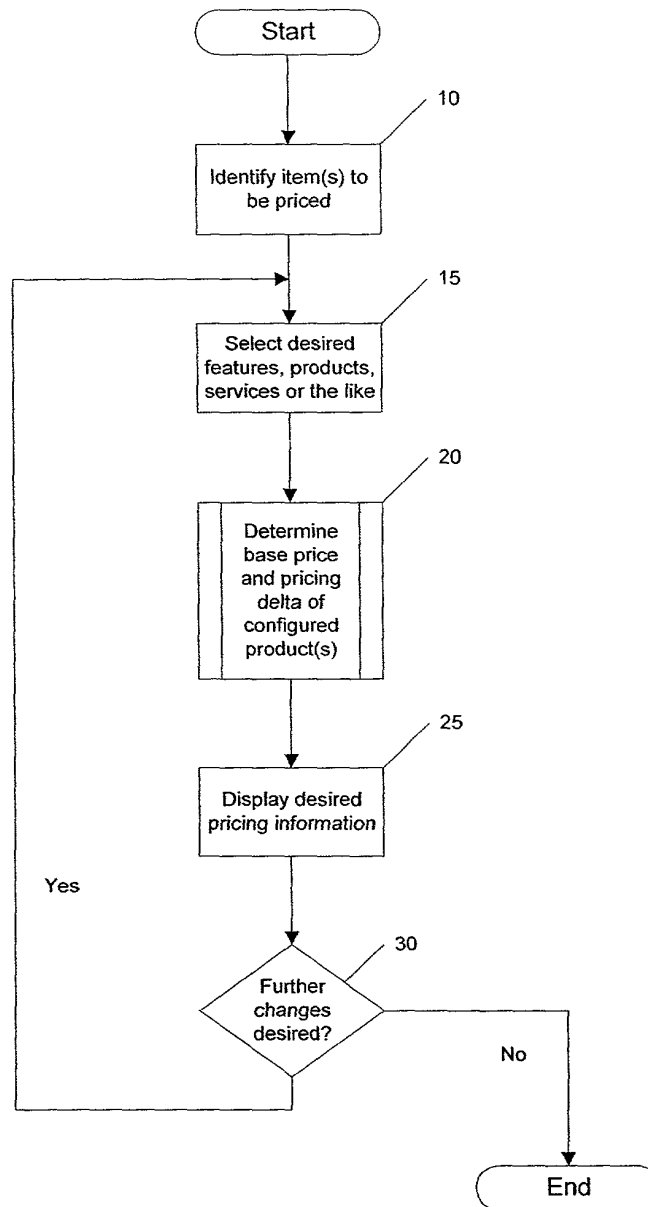 Start
10
Identify item(s) to
be priced
15
Select desired
features, products,
services or the like
20
Determine
base price
and pricing
delta of
configured
product(s)
25
Display desired
pricing information
Yes
30
Further
changes
desired?
No
End